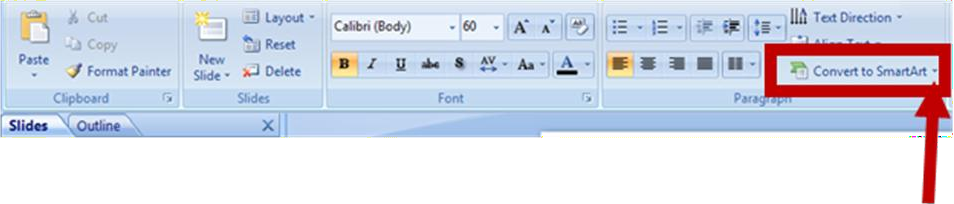 Cut
Copy
Format Painter
Paste
Clipboard
New
Slide
Layout
Reset
Delete
Slides
Calibri (Body) 60 A A
B I U abc S AV Aa A
Font
Text Direction
Align Text
Convert to SmartArt
Paragraph
Slides Outline X